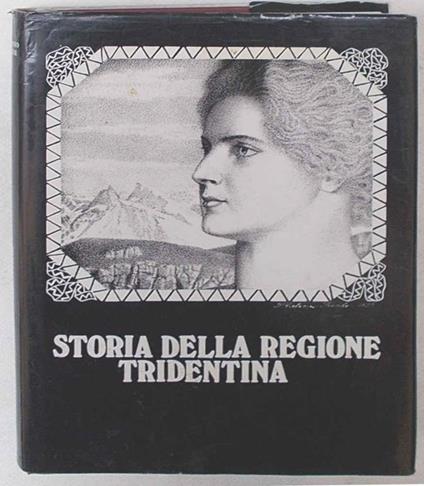 STORIA DELLA REGIONE
TRIDENTINA